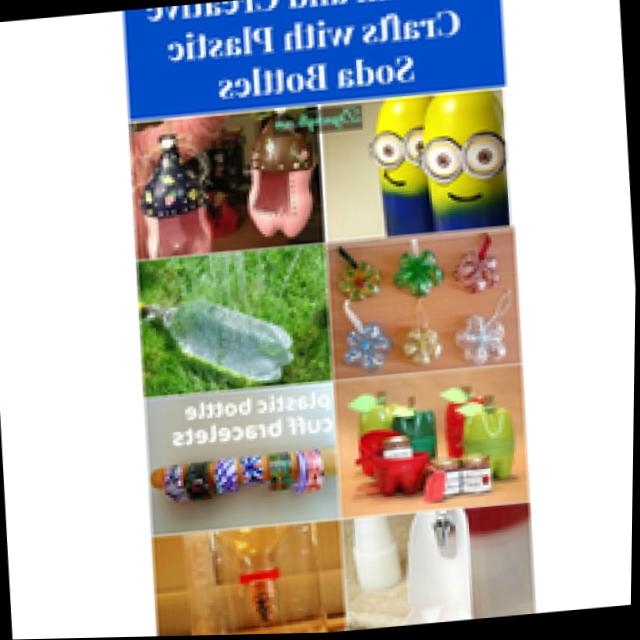 and Creative
Crafts with Plastic
Soda Bottles
plastic bottle
cuff bracelets